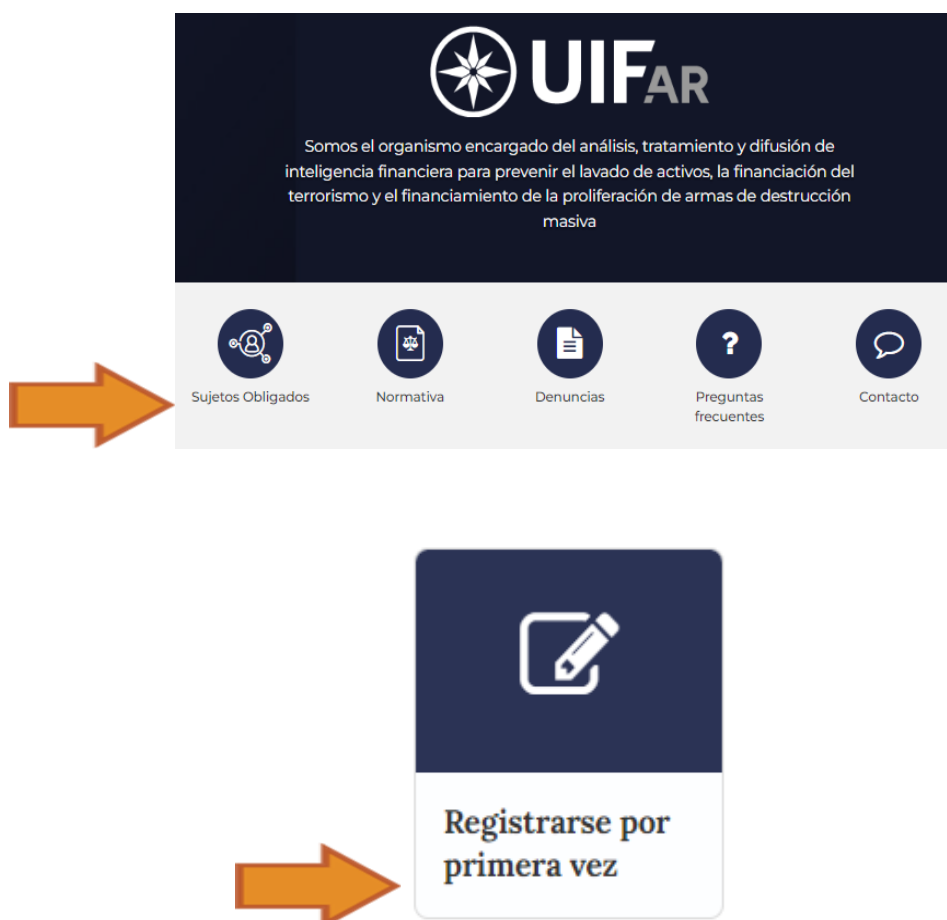 UIFAR
Somos el organismo encargado del análisis, tratamiento y difusión de
inteligencia financiera para prevenir el lavado de activos, la financiación del
terrorismo y el financiamiento de la proliferación de armas de destrucción
masiva
Sujetos Obligados
Normativa
Denuncias
Preguntas
frecuentes
Contacto
Registrarse por
primera vez